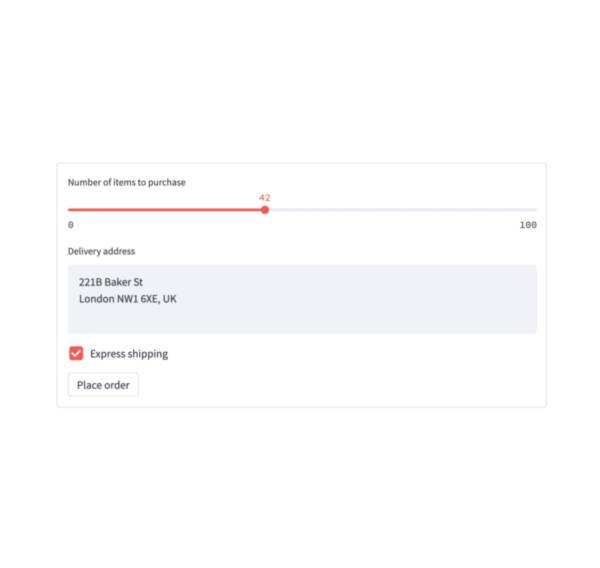 Number of items to purchase
42
0 100
Delivery address
221B Baker St
London NW1 6XE, UK
Express shipping
Place order